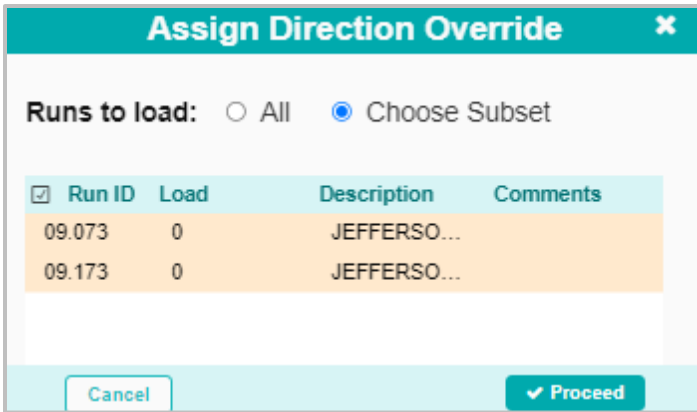 Assign Direction Override ✖
Runs to load: All Choose Subset
Run ID Load Description Comments
09.073 0 JEFFERSO...
09.173 0 JEFFERSO...
Cancel ✔ Proceed